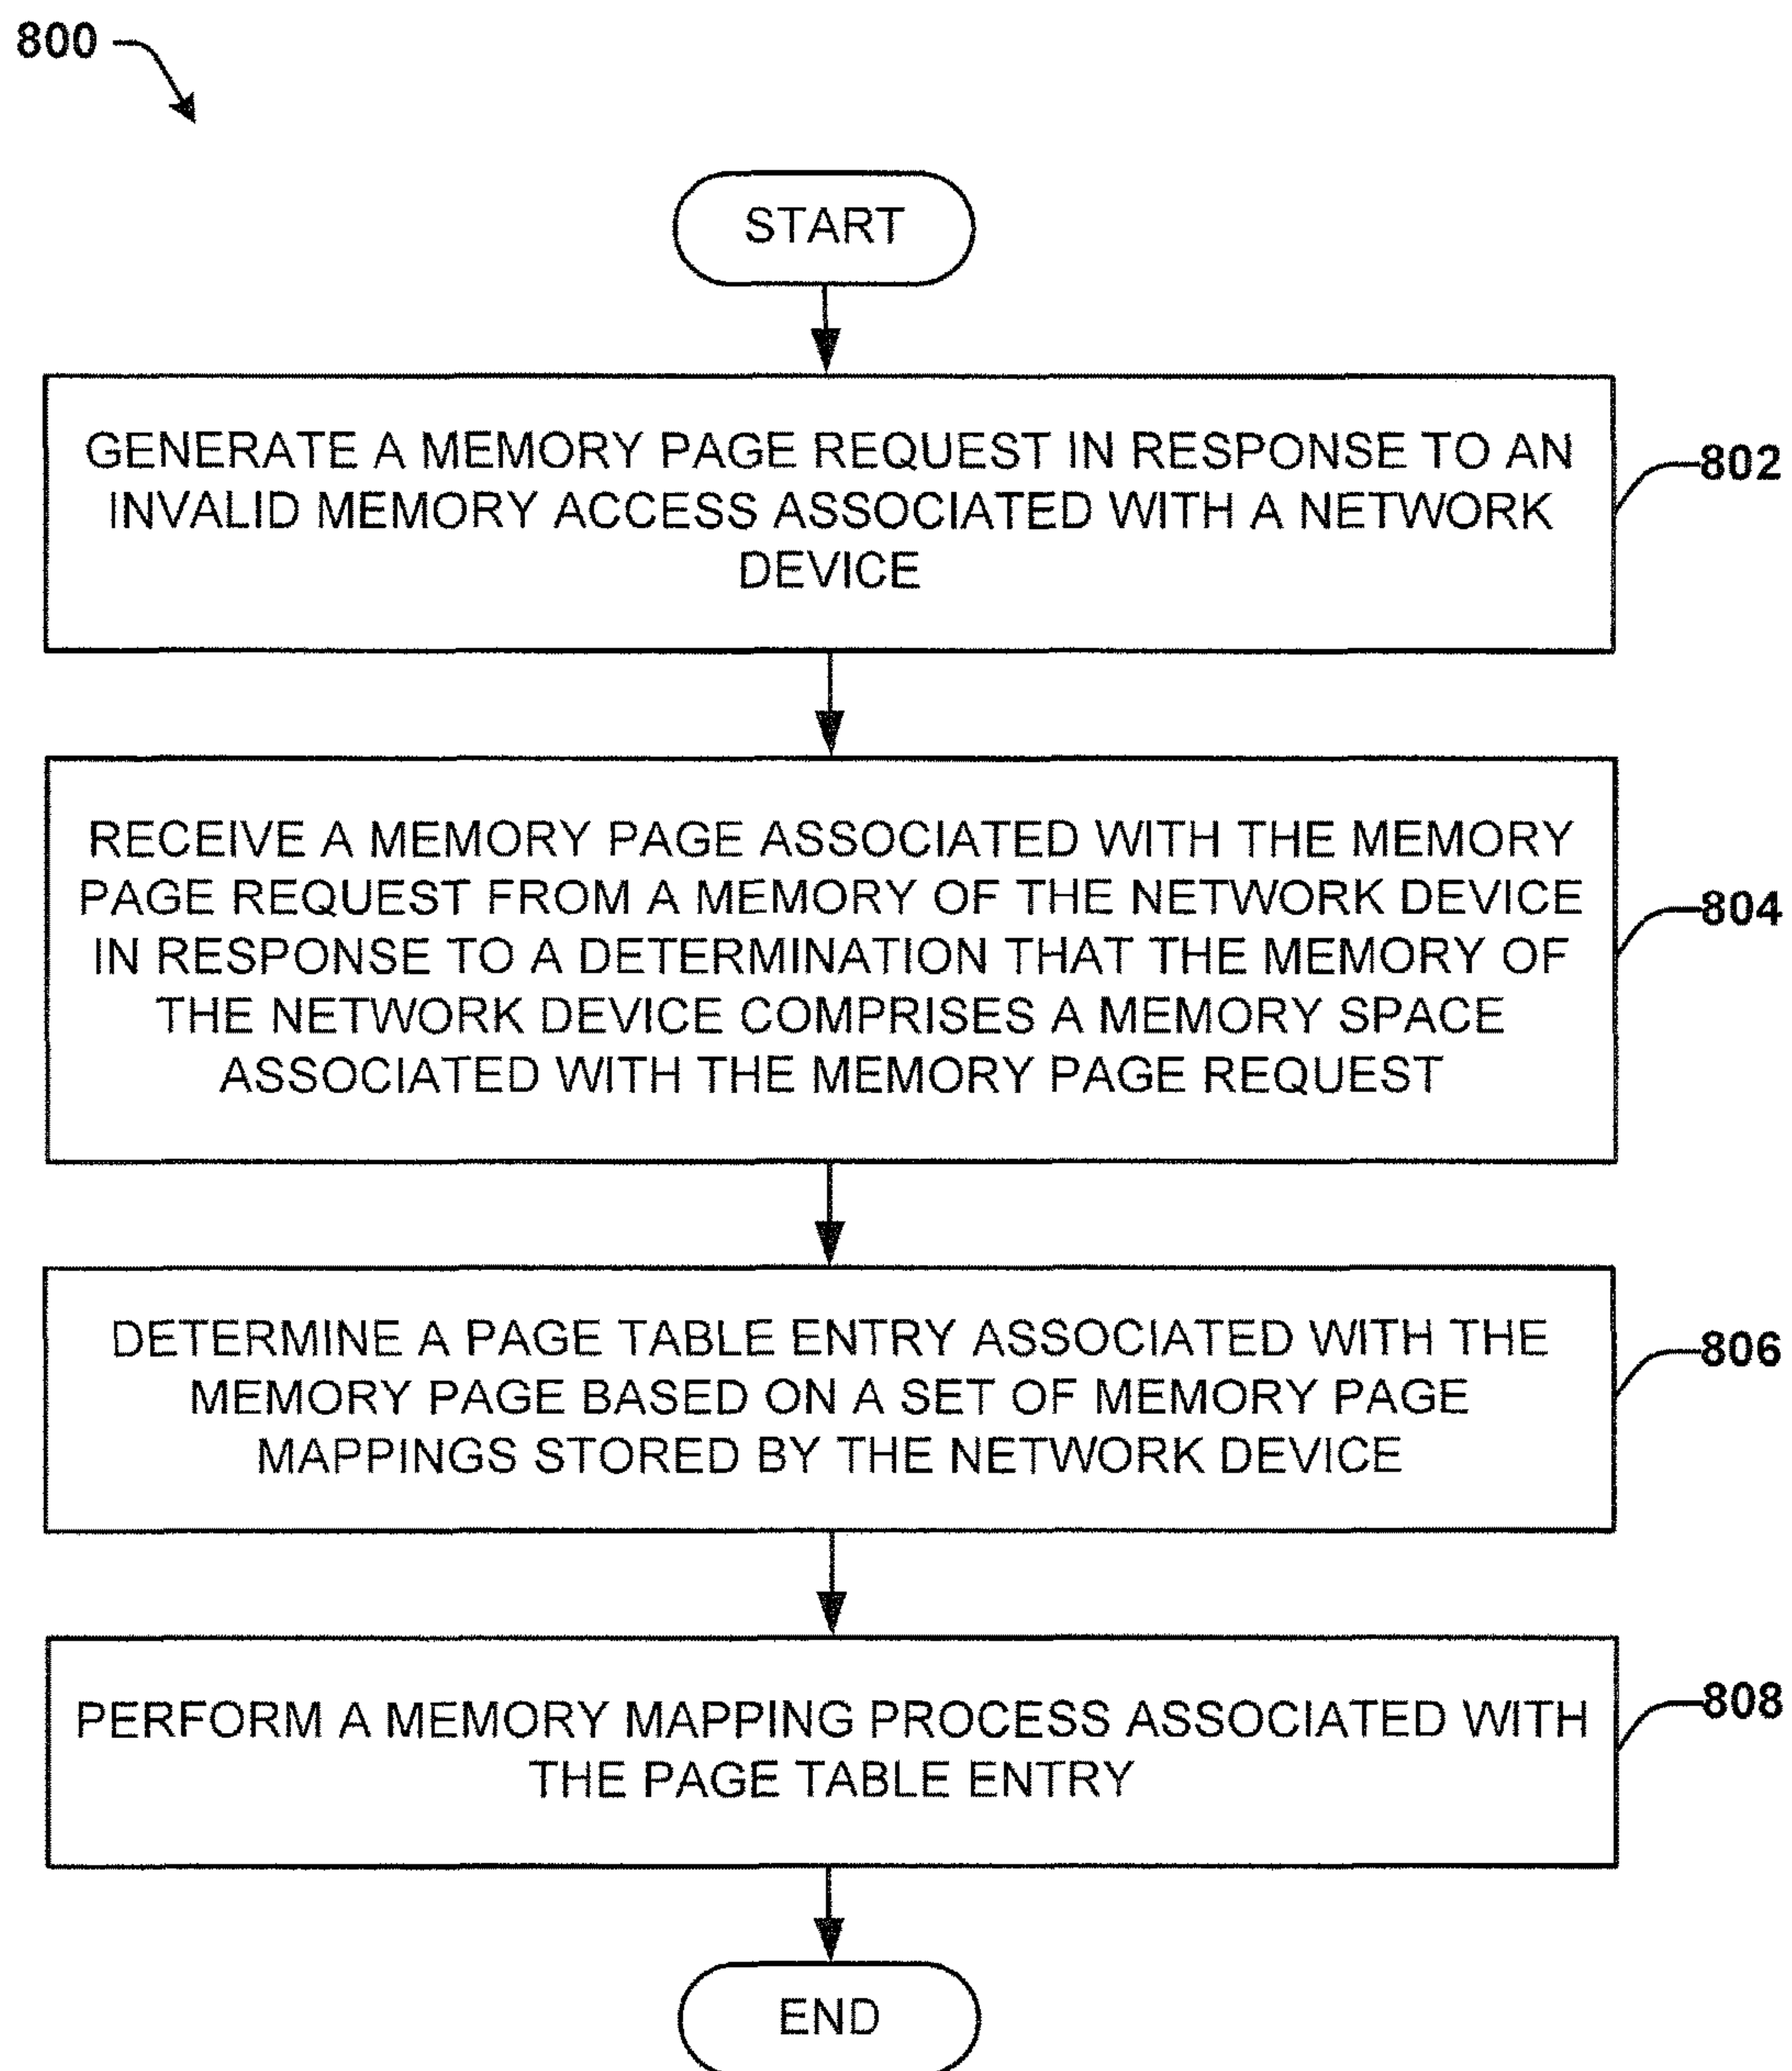 800
START
GENERATE A MEMORY PAGE REQUEST IN RESPONSE TO AN
INVALID MEMORY ACCESS ASSOCIATED WITH A NETWORK
DEVICE
802
RECEIVE A MEMORY PAGE ASSOCIATED WITH THE MEMORY
PAGE REQUEST FROM A MEMORY OF THE NETWORK DEVICE
IN RESPONSE TO A DETERMINATION THAT THE MEMORY OF
THE NETWORK DEVICE COMPRISES A MEMORY SPACE
ASSOCIATED WITH THE MEMORY PAGE REQUEST
804
DETERMINE A PAGE TABLE ENTRY ASSOCIATED WITH THE
MEMORY PAGE BASED ON A SET OF MEMORY PAGE
MAPPINGS STORED BY THE NETWORK DEVICE
806
PERFORM A MEMORY MAPPING PROCESS ASSOCIATED WITH
THE PAGE TABLE ENTRY
808
END